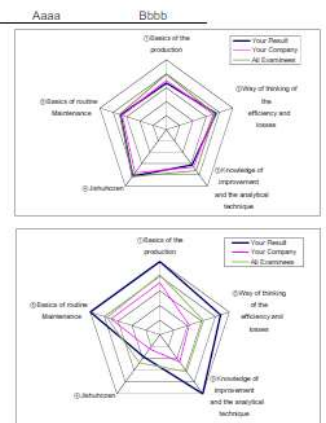 Aaaa Bbbb
①Basics of the
production
Your Result
Your Company
All Examinees
②Way of thinking of
the
efficiency and
losses
③Knowledge of
improvement
and the analytical
technique
④Jishuhozen
⑤Basics of routine
Maintenance
①Basics of the
production
Your Result
Your Company
All Examinees
②Way of thinking
of the
efficiency and
losses
③Knowledge of
improvement
and the analytical
technique
④Jishuhozen
⑤Basics of routine
Maintenance